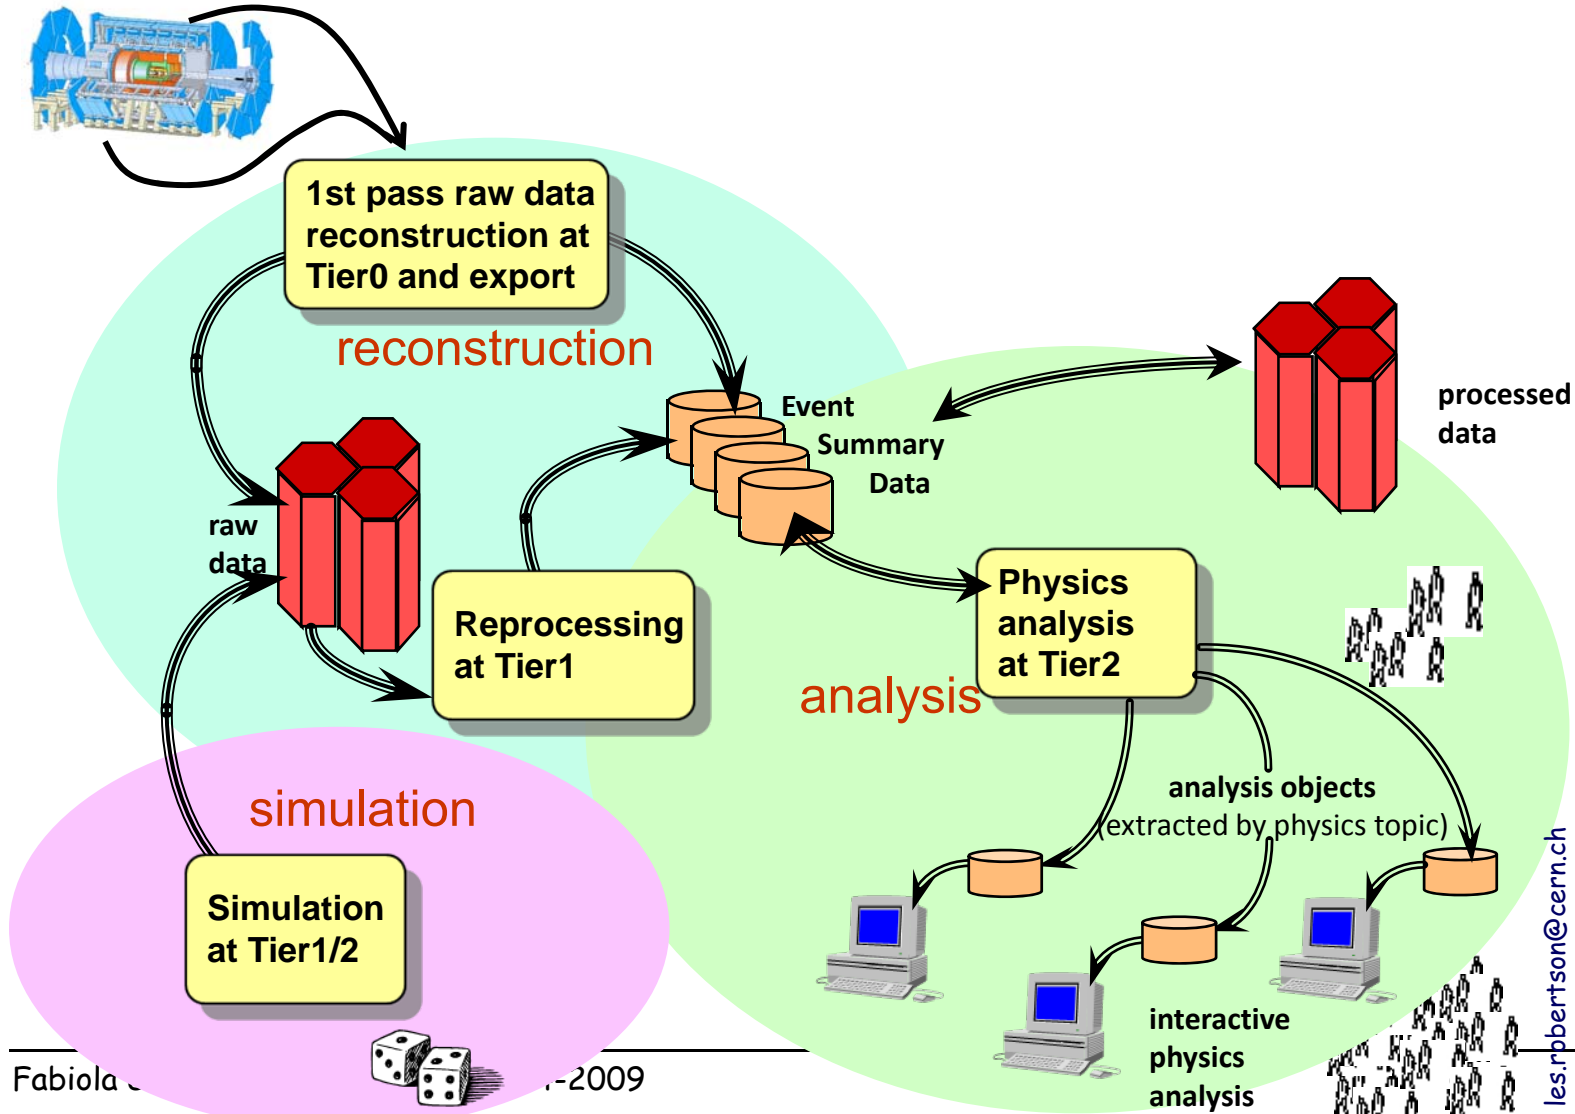 1st pass raw data
reconstruction at
Tier0 and export
reconstruction
Event
Summary
Data
processed
data
raw
data
Reprocessing
at Tier1
Physics
analysis
at Tier2
analysis
simulation
analysis objects
(extracted by physics topic)
Simulation
at Tier1/2
interactive
physics
analysis
les.robertson@cern.ch
Fabiola -2009